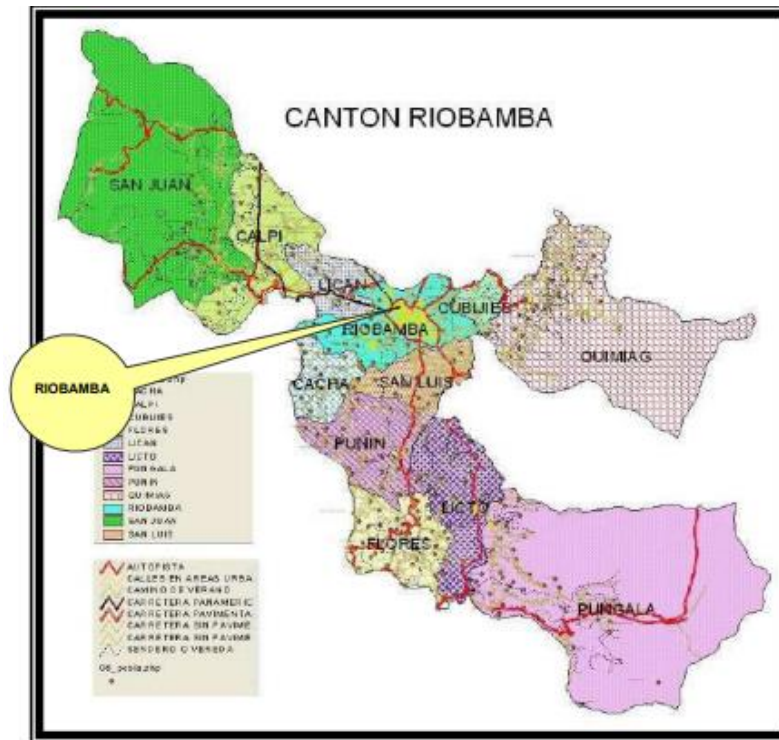 CANTON RIOBAMBA
SAN JUAN
CALPI
LICAN
CUBIJIES
RIOBAMBA
QUIMIAG
RIOBAMBA
CACHA
SAN LUIS
PUNIN
LICTO
FLORES
PUNGALA
CACHA
CALPI
CUBIJIES
FLORES
LICAN
LICTO
PUNGALA
PUNIN
QUIMIAG
RIOBAMBA
SAN JUAN
SAN LUIS
AUTOPISTA
CALLES EN AREAS URBA
CAMINO DE VERANO
CARRETERA PANAMERIC
CARRETERA PAVIMENTA
CARRETERA SIN PAVIME
CARRETERA SIN PAVIME
SENDERO O VEREDA